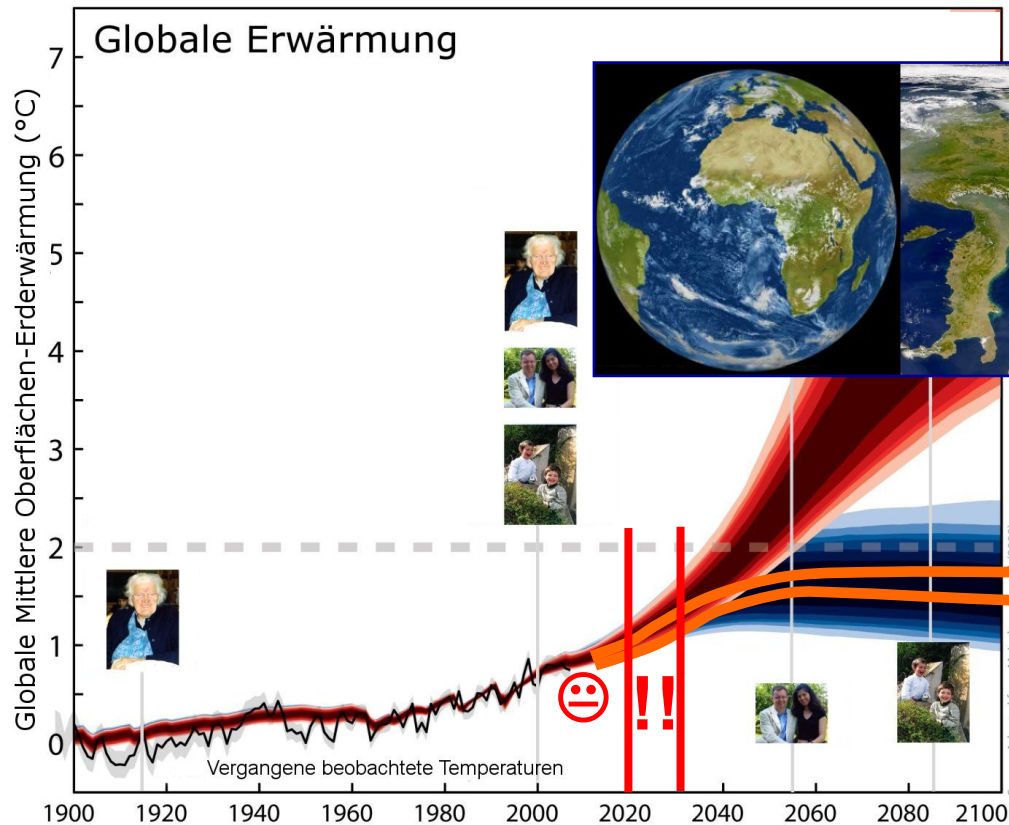 Globale Erwärmung
Globale Mittlere Oberflächen-Erderwärmung (°C)
7
6
5
4
3
2
1
0
!!
Vergangene beobachtete Temperaturen
1900 1920 1940 1960 1980 2000 2020 2040 2060 2080 2100